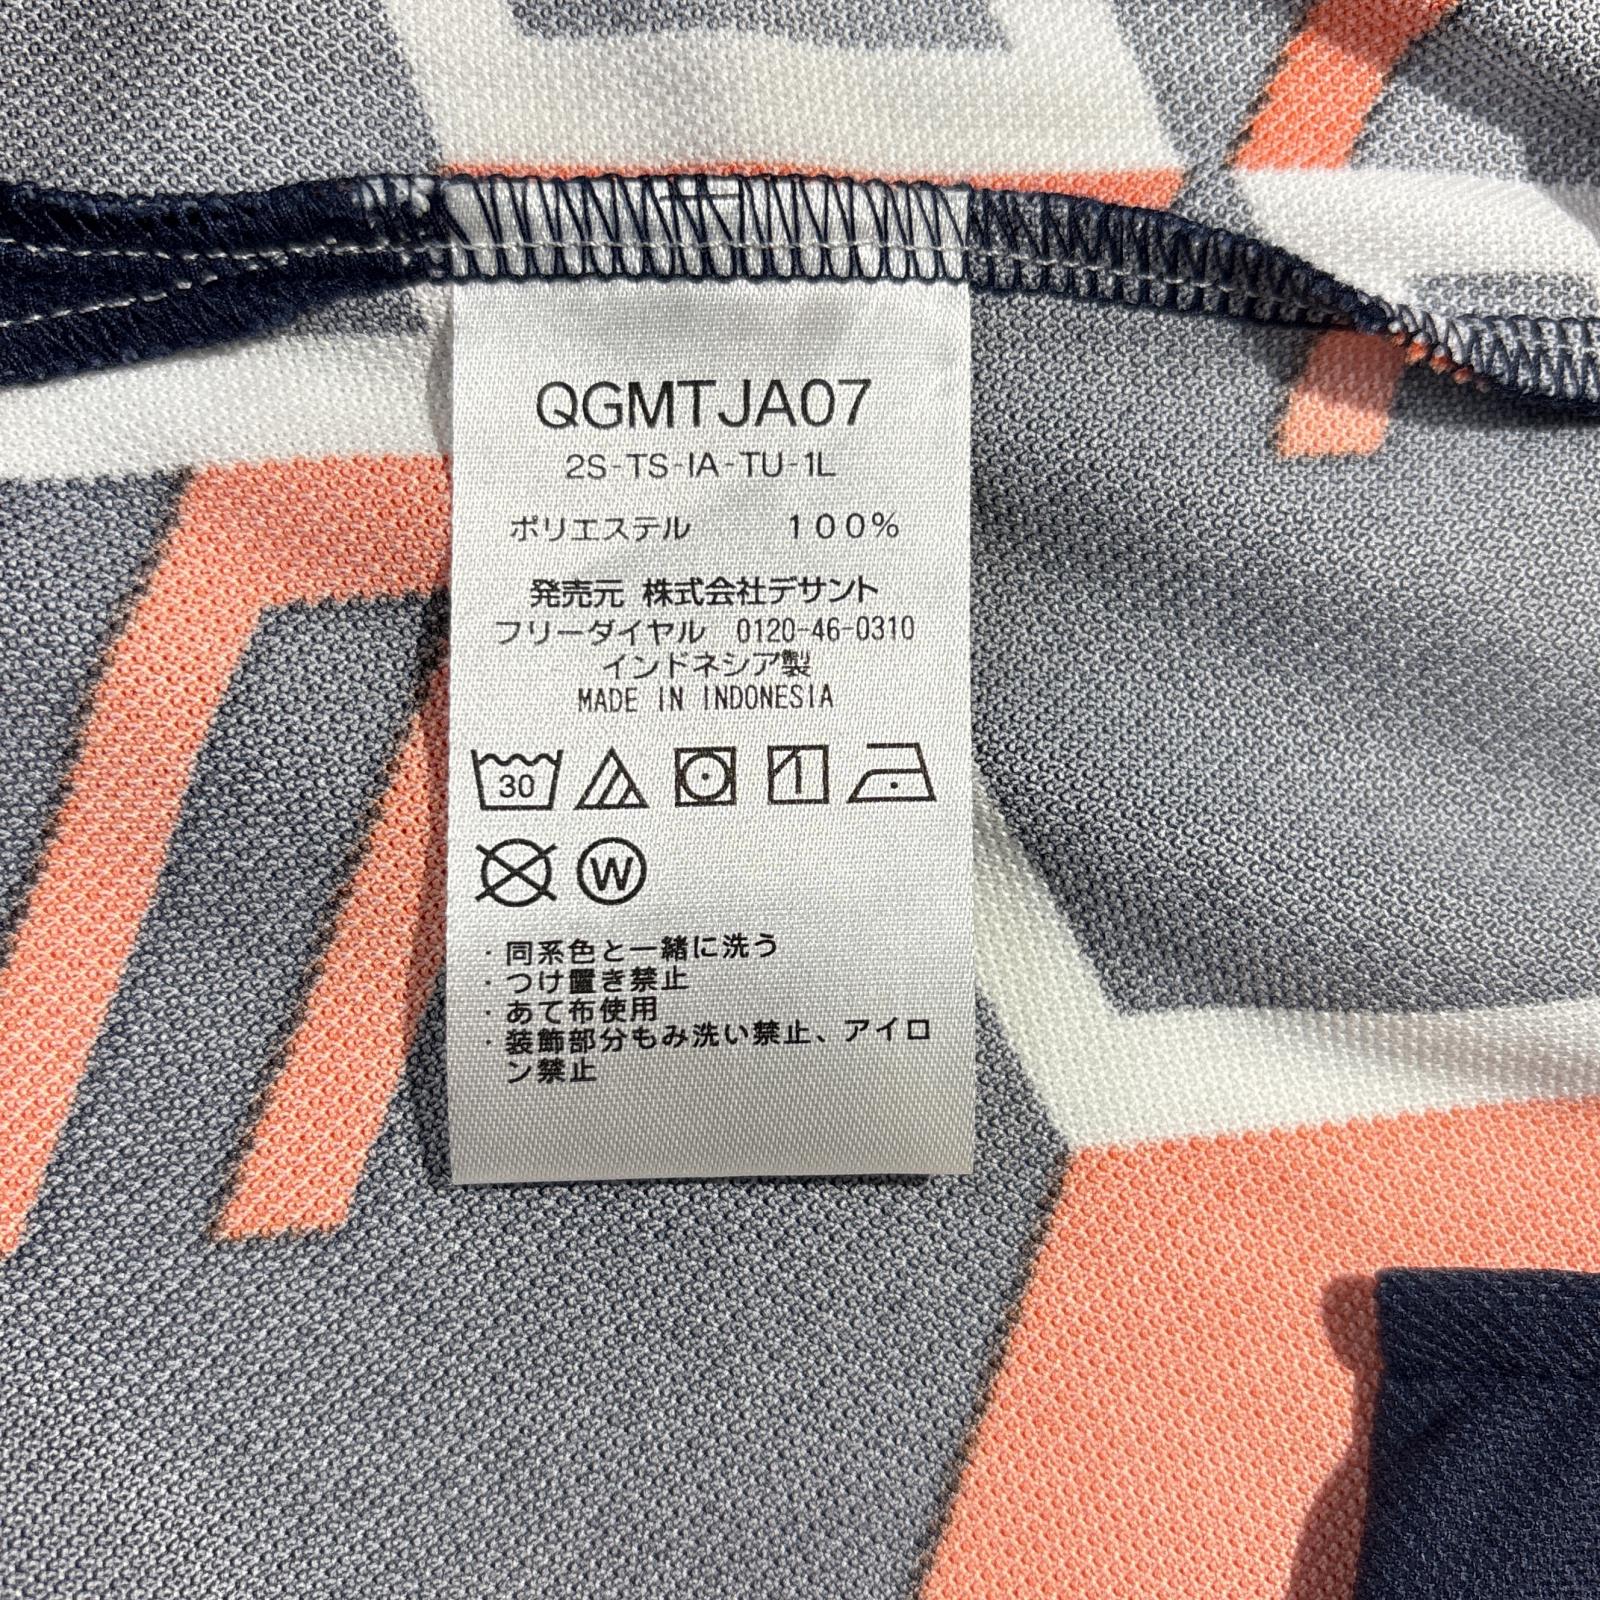 QGMTJA07
2S-TS-IA-TU-1L
ポリエステル 100%
発売元 株式会社デサント
フリーダイヤル 0120-46-0310
インドネシア製
MADE IN INDONESIA
30
W
・同系色と一緒に洗う
・つけ置き禁止
・あて布使用
・装飾部分もみ洗い禁止、アイロ
ン禁止